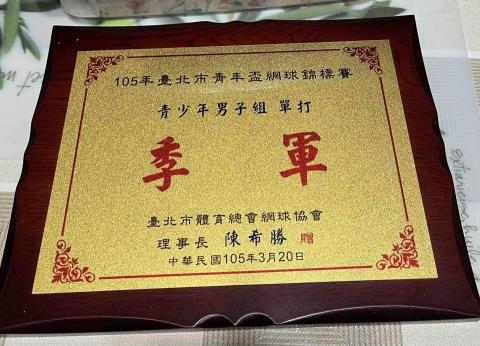 105年臺北市青年盃網球錦標賽
青少年男子組 單打
季軍
臺北市體育總會網球協會
理事長 陳希勝 贈
中華民國105年3月20日